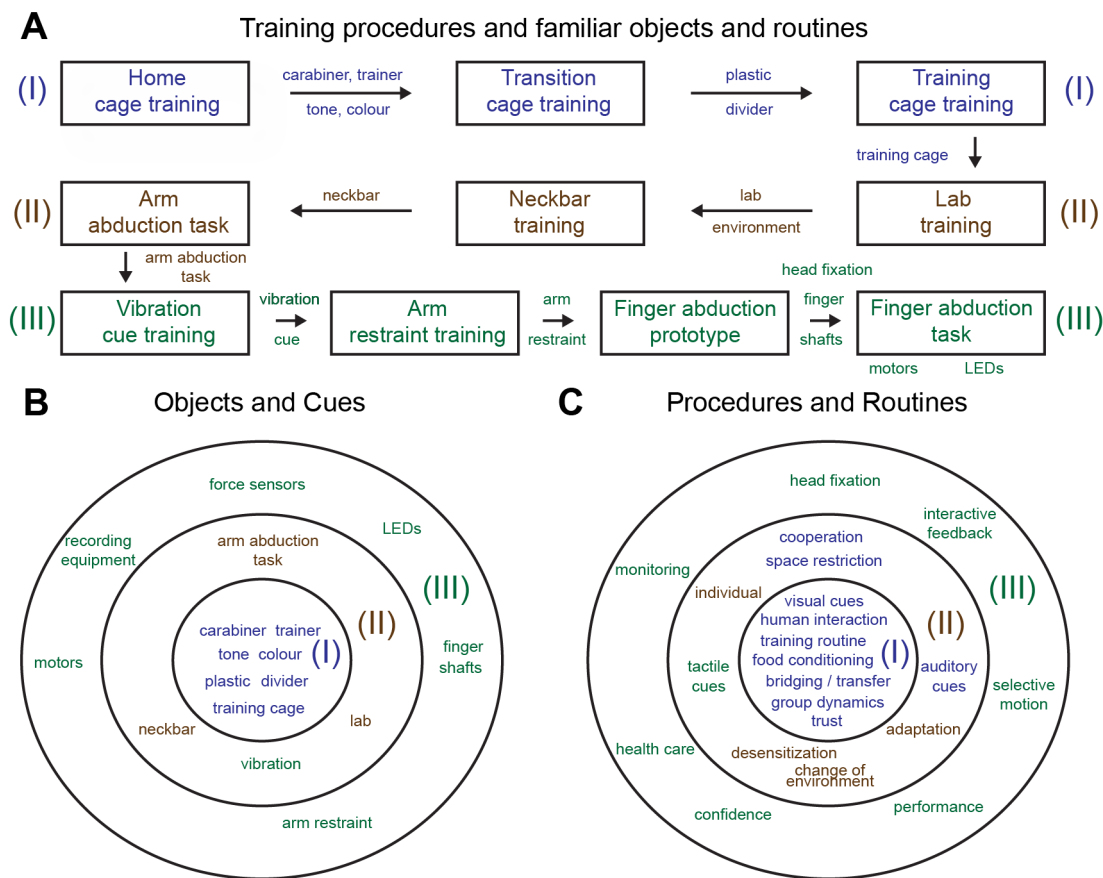 A
Training procedures and familiar objects and routines
(I)
Home
cage training
carabiner, trainer
tone, colour
Transition
cage training
plastic
divider
Training
cage training
(I)
training cage
(II)
Arm
abduction task
neckbar
Neckbar
training
lab
environment
Lab
training
(II)
arm abduction
task
(III)
Vibration
cue training
vibration
cue
Arm
restraint training
arm
restraint
Finger abduction
prototype
head fixation
finger
shafts
Finger abduction
task
(III)
motors
LEDs
B
Objects and Cues
force sensors
LEDs
recording
equipment
arm abduction
task
(III)
(II)
carabiner trainer
tone colour
(I)
plastic divider
training cage
motors
finger
shafts
neckbar
lab
vibration
arm restraint
C
Procedures and Routines
head fixation
interactive
feedback
cooperation
space restriction
monitoring
individual
(III)
visual cues
human interaction
training routine
food conditioning
bridging / transfer
group dynamics
trust
(I)
(II)
tactile
cues
auditory
cues
selective
motion
adaptation
health care
desensitization
change of
environment
confidence
performance